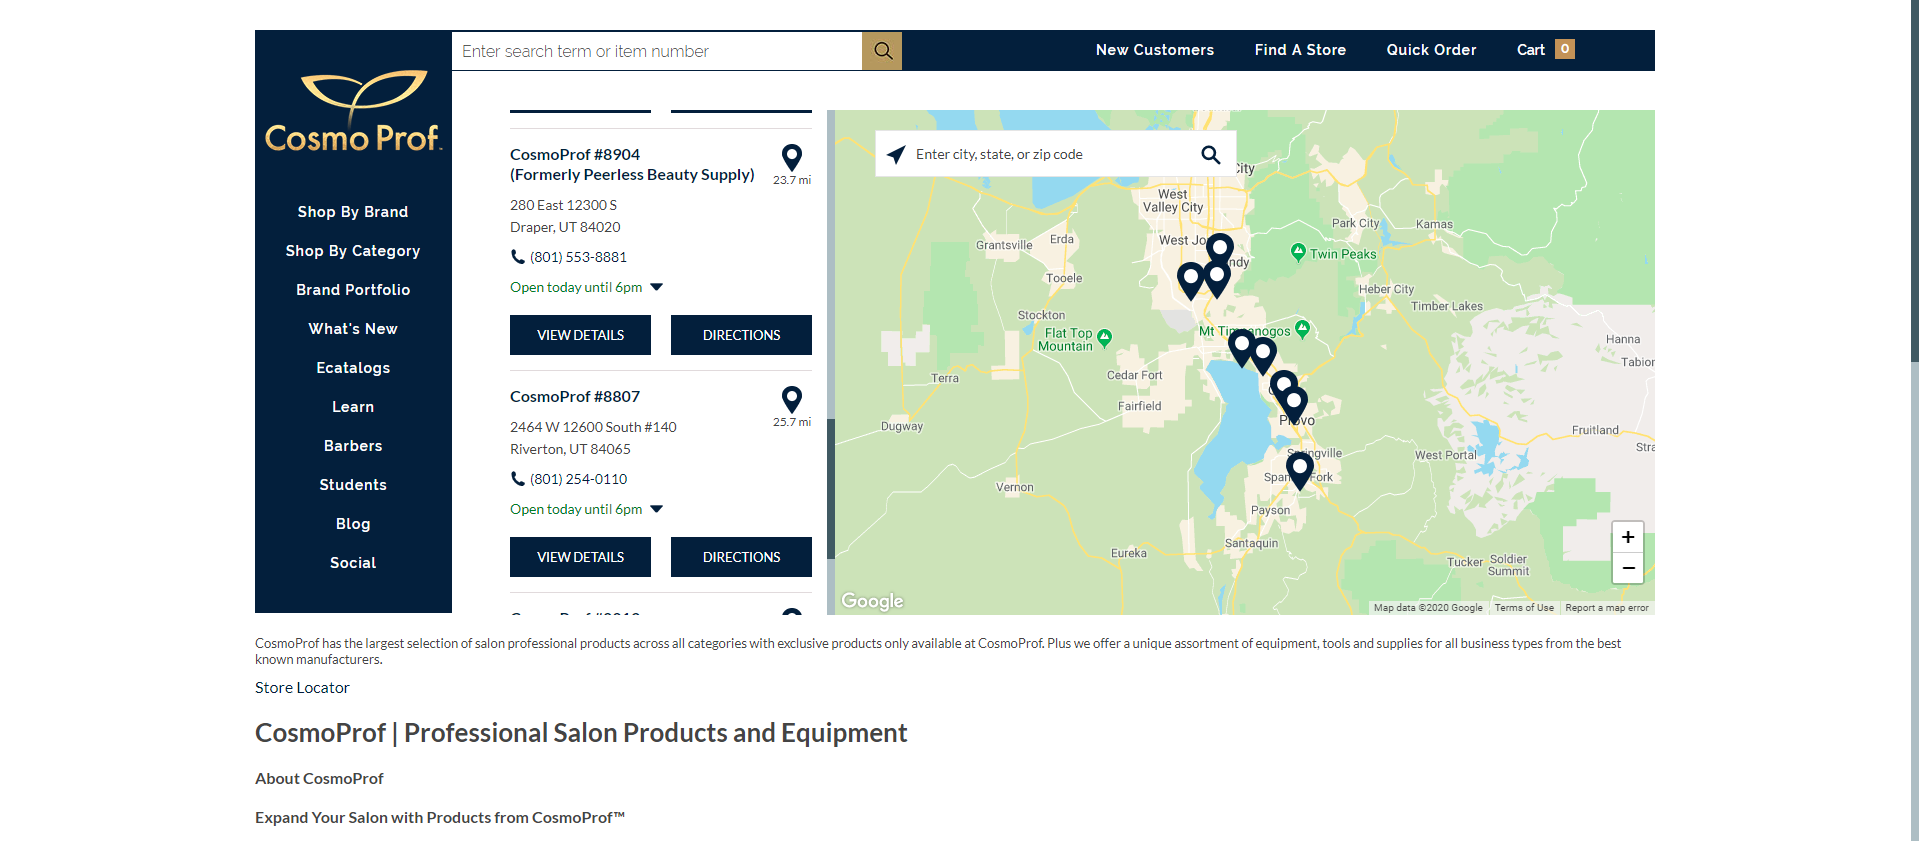 Enter search term or item number
New Customers
Find A Store
Quick Order
Cart 0
Cosmo Prof
Shop By Brand
Shop By Category
Brand Portfolio
What's New
Ecatalogs
Learn
Barbers
Students
Blog
Social
CosmoProf #8904
(Formerly Peerless Beauty Supply)
23.7 mi
280 East 12300 S
Draper, UT 84020
(801) 553-8881
Open today until 6pm
VIEW DETAILS
DIRECTIONS
CosmoProf #8807
25.7 mi
2464 W 12600 South #140
Riverton, UT 84065
(801) 254-0110
Open today until 6pm
VIEW DETAILS
DIRECTIONS
Enter city, state, or zip code
City
West
Valley City
Park City
Kamas
Grantsville
Erda
West Jo
ndy
Twin Peaks
Tooele
Heber City
Timber Lakes
Stockton
Flat Top
Mountain
Mt Timpanogos
Hanna
Tabion
Terra
Cedar Fort
Fairfield
Dugway
Provo
Fruitland
Springville
West Portal
Stra
Spanish Fork
Vernon
Payson
Santaquin
Eureka
Tucker
Soldier
Summit
+
−
Google
Map data ©2020 Google
Terms of Use
Report a map error
CosmoProf has the largest selection of salon professional products across all categories with exclusive products only available at CosmoProf. Plus we offer a unique assortment of equipment, tools and supplies for all business types from the best
known manufacturers.
Store Locator
CosmoProf | Professional Salon Products and Equipment
About CosmoProf
Expand Your Salon with Products from CosmoProf™